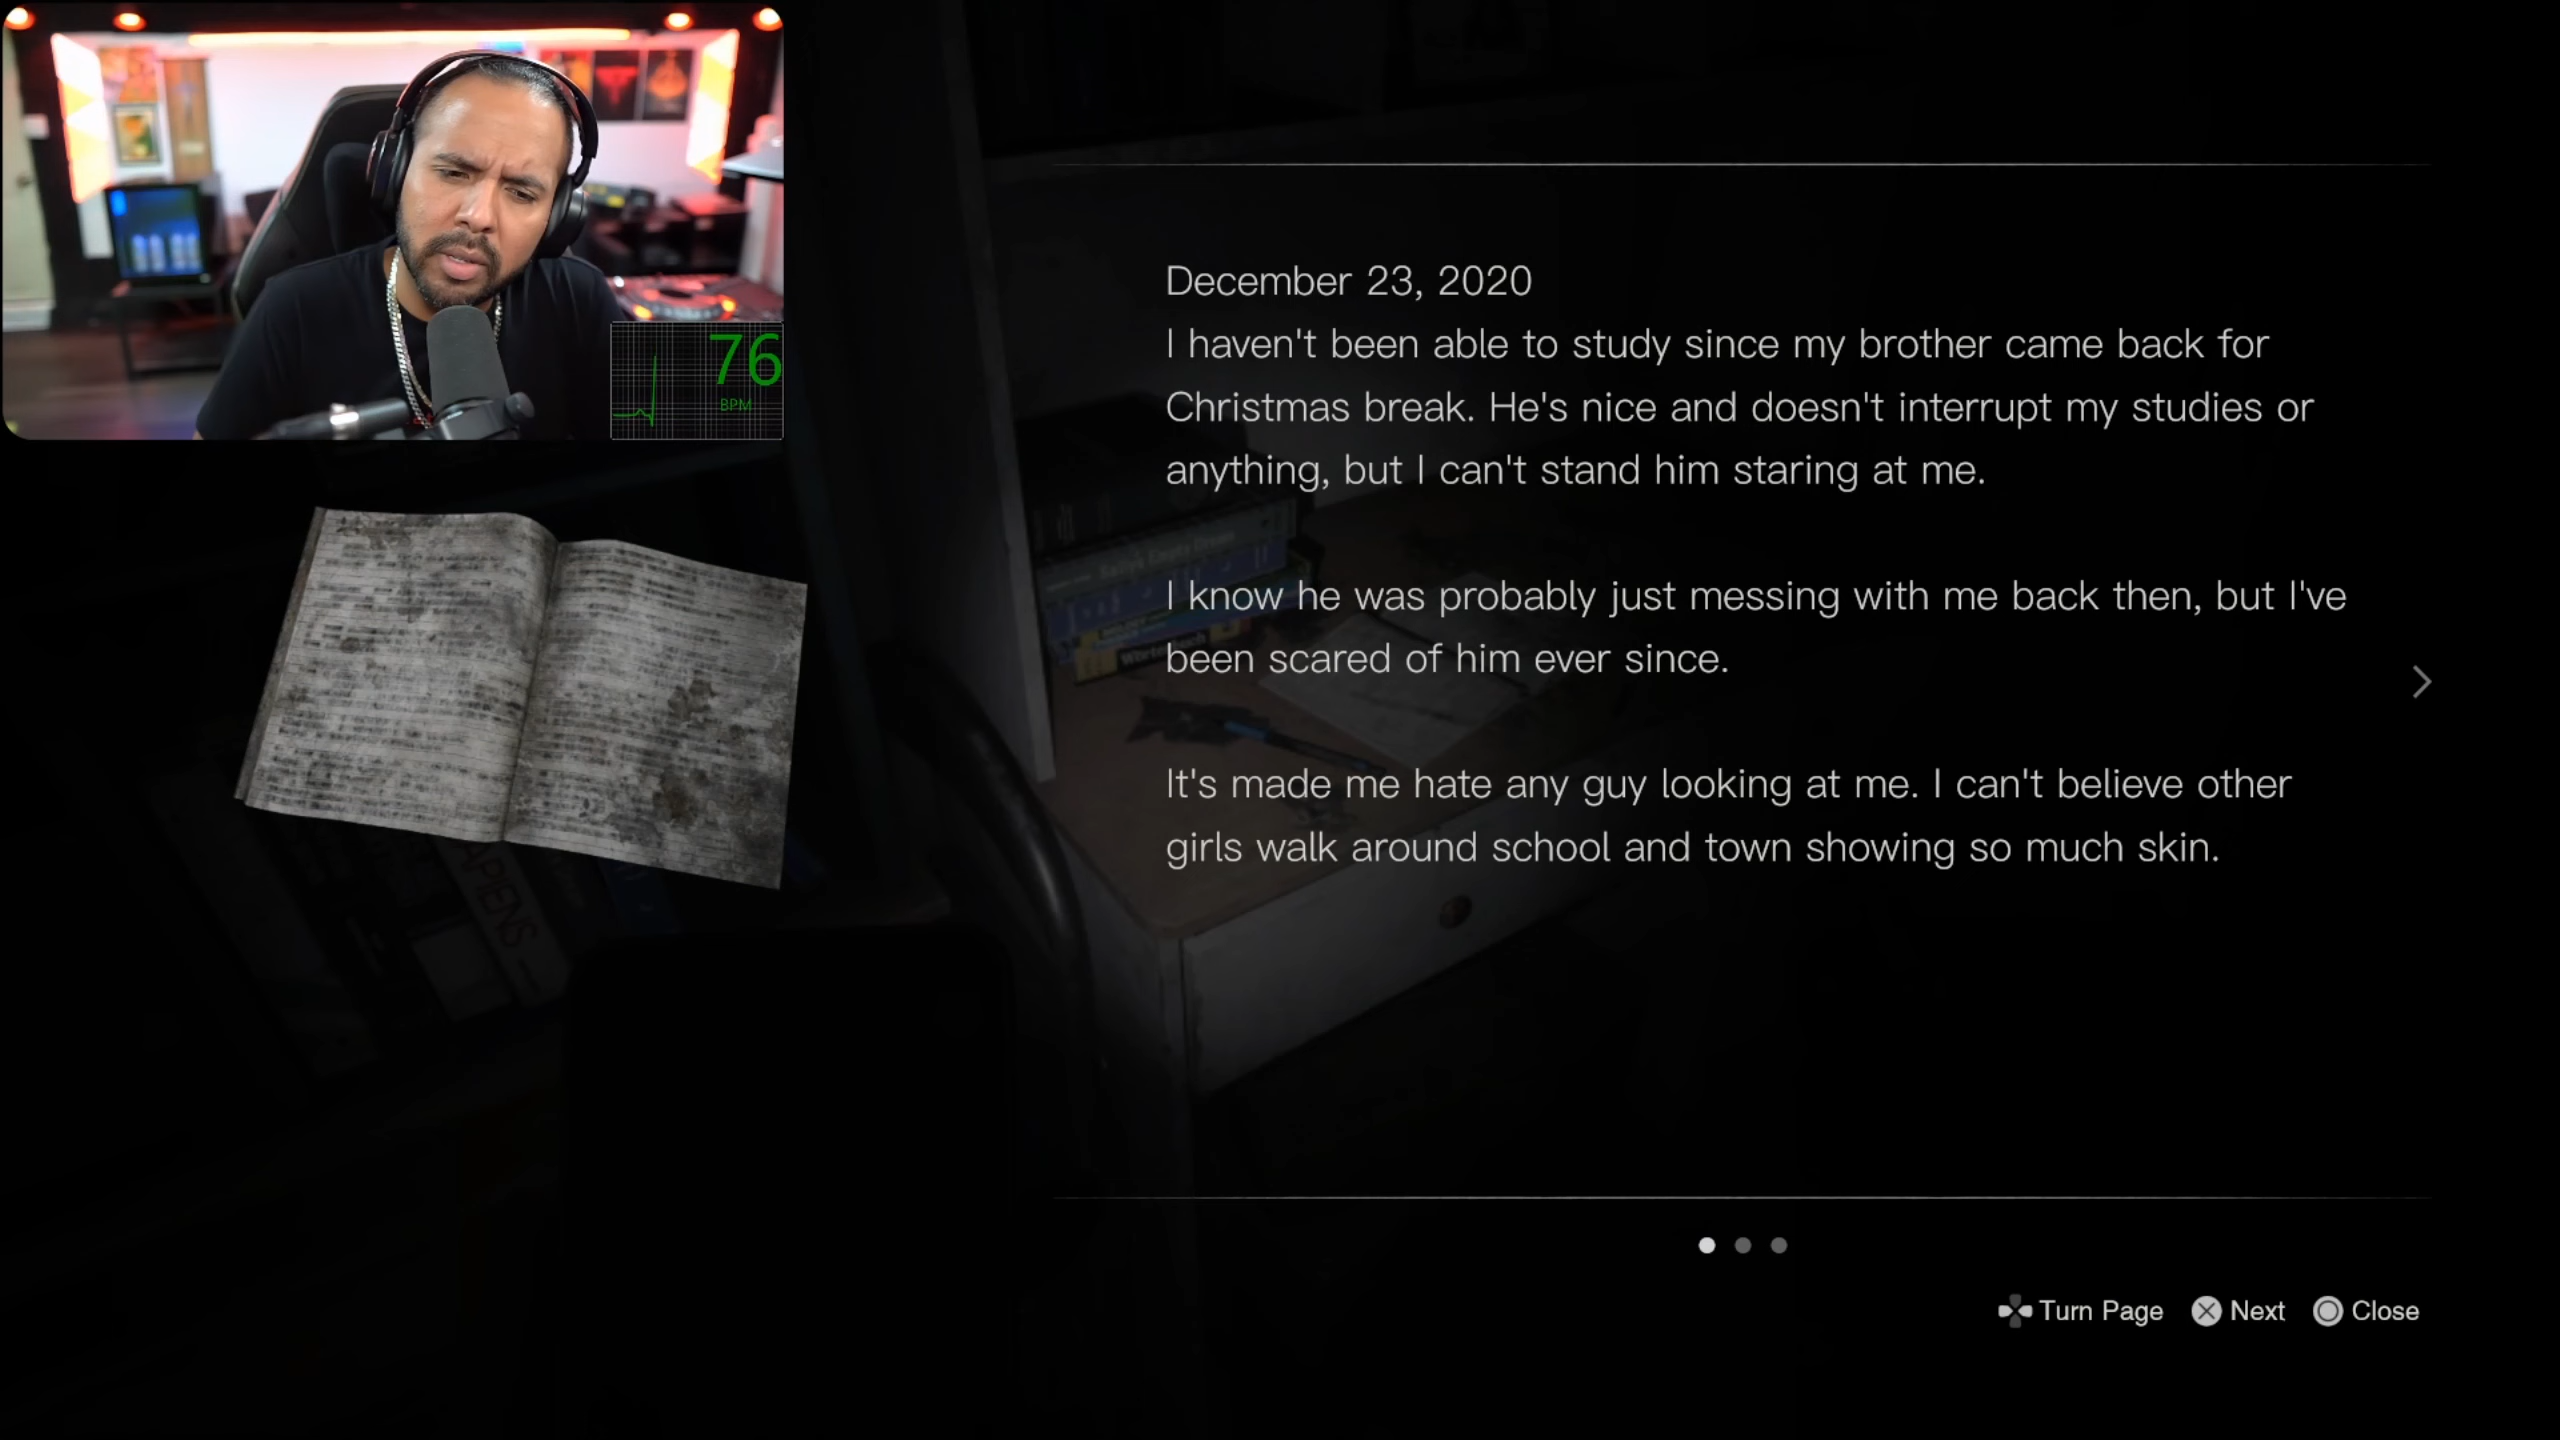 76
BPM
December 23, 2020
I haven't been able to study since my brother came back for
Christmas break. He's nice and doesn't interrupt my studies or
anything, but I can't stand him staring at me.
I know he was probably just messing with me back then, but I've
been scared of him ever since.
It's made me hate any guy looking at me. I can't believe other
girls walk around school and town showing so much skin.
Turn Page
Next
Close